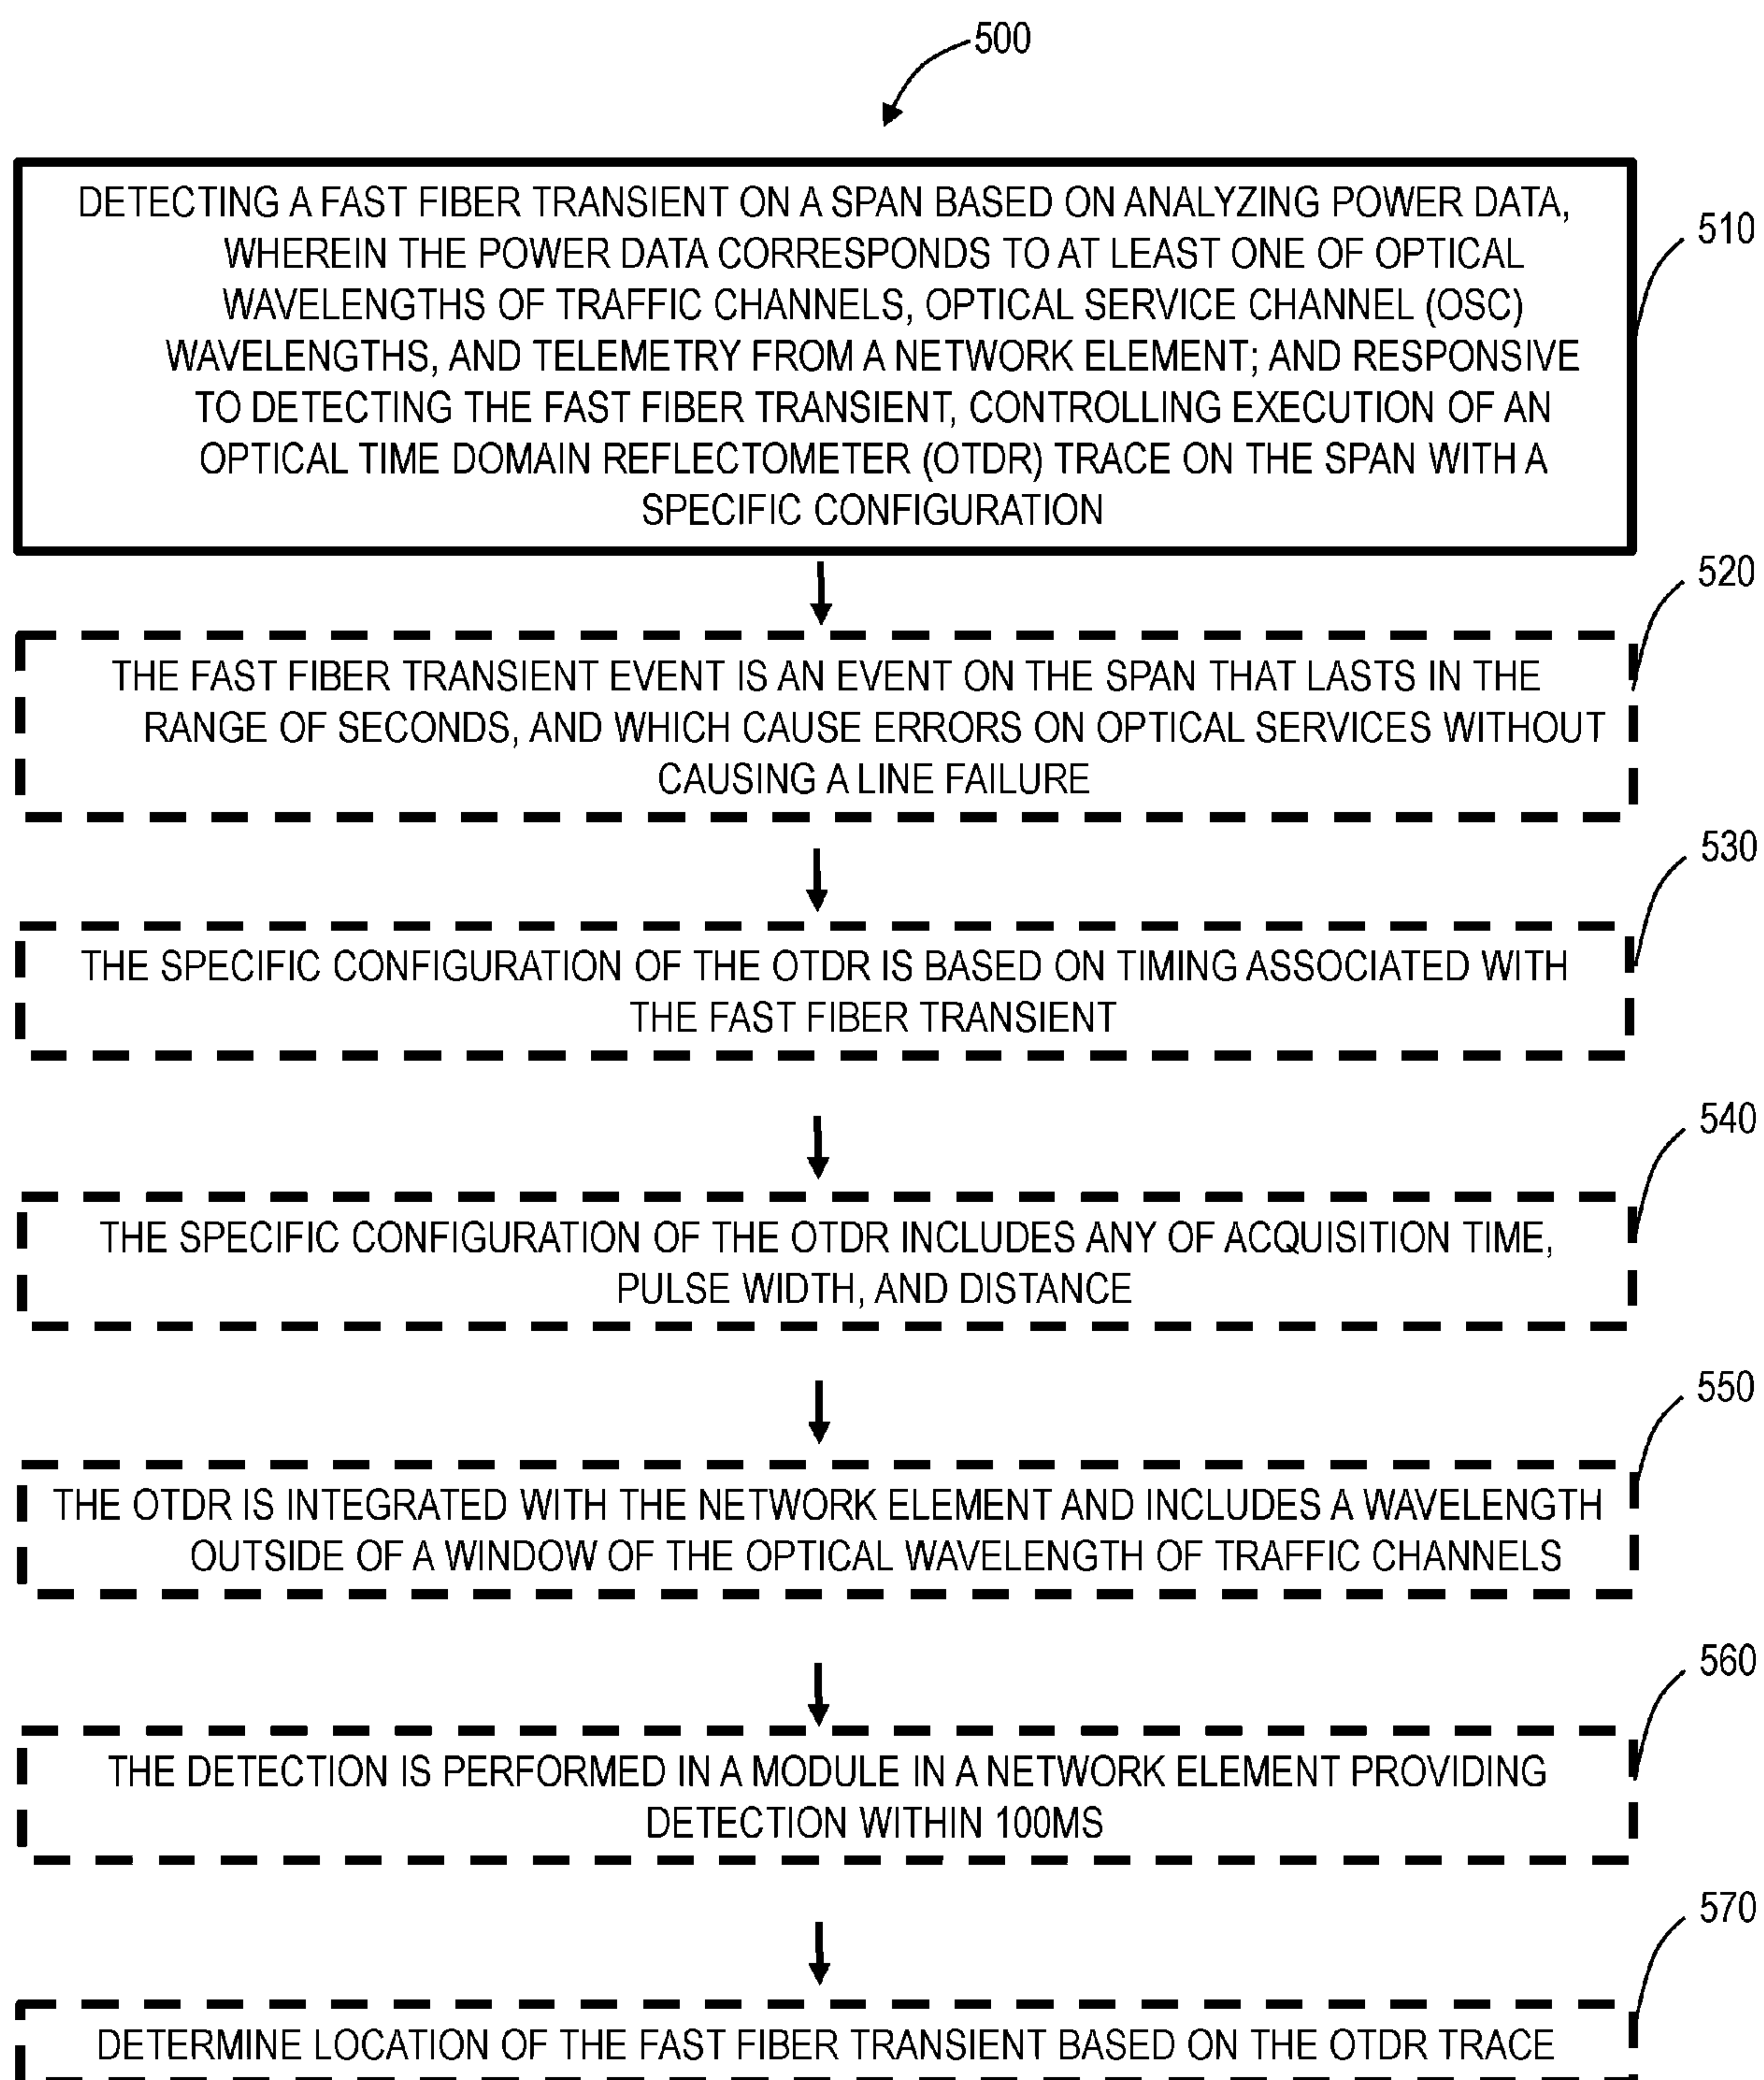 500
DETECTING A FAST FIBER TRANSIENT ON A SPAN BASED ON ANALYZING POWER DATA,
WHEREIN THE POWER DATA CORRESPONDS TO AT LEAST ONE OF OPTICAL
WAVELENGTHS OF TRAFFIC CHANNELS, OPTICAL SERVICE CHANNEL (OSC)
WAVELENGTHS, AND TELEMETRY FROM A NETWORK ELEMENT; AND RESPONSIVE
TO DETECTING THE FAST FIBER TRANSIENT, CONTROLLING EXECUTION OF AN
OPTICAL TIME DOMAIN REFLECTOMETER (OTDR) TRACE ON THE SPAN WITH A
SPECIFIC CONFIGURATION
510
520
THE FAST FIBER TRANSIENT EVENT IS AN EVENT ON THE SPAN THAT LASTS IN THE
RANGE OF SECONDS, AND WHICH CAUSE ERRORS ON OPTICAL SERVICES WITHOUT
CAUSING A LINE FAILURE
530
THE SPECIFIC CONFIGURATION OF THE OTDR IS BASED ON TIMING ASSOCIATED WITH
THE FAST FIBER TRANSIENT
540
THE SPECIFIC CONFIGURATION OF THE OTDR INCLUDES ANY OF ACQUISITION TIME,
PULSE WIDTH, AND DISTANCE
550
THE OTDR IS INTEGRATED WITH THE NETWORK ELEMENT AND INCLUDES A WAVELENGTH
OUTSIDE OF A WINDOW OF THE OPTICAL WAVELENGTH OF TRAFFIC CHANNELS
560
THE DETECTION IS PERFORMED IN A MODULE IN A NETWORK ELEMENT PROVIDING
DETECTION WITHIN 100MS
570
DETERMINE LOCATION OF THE FAST FIBER TRANSIENT BASED ON THE OTDR TRACE